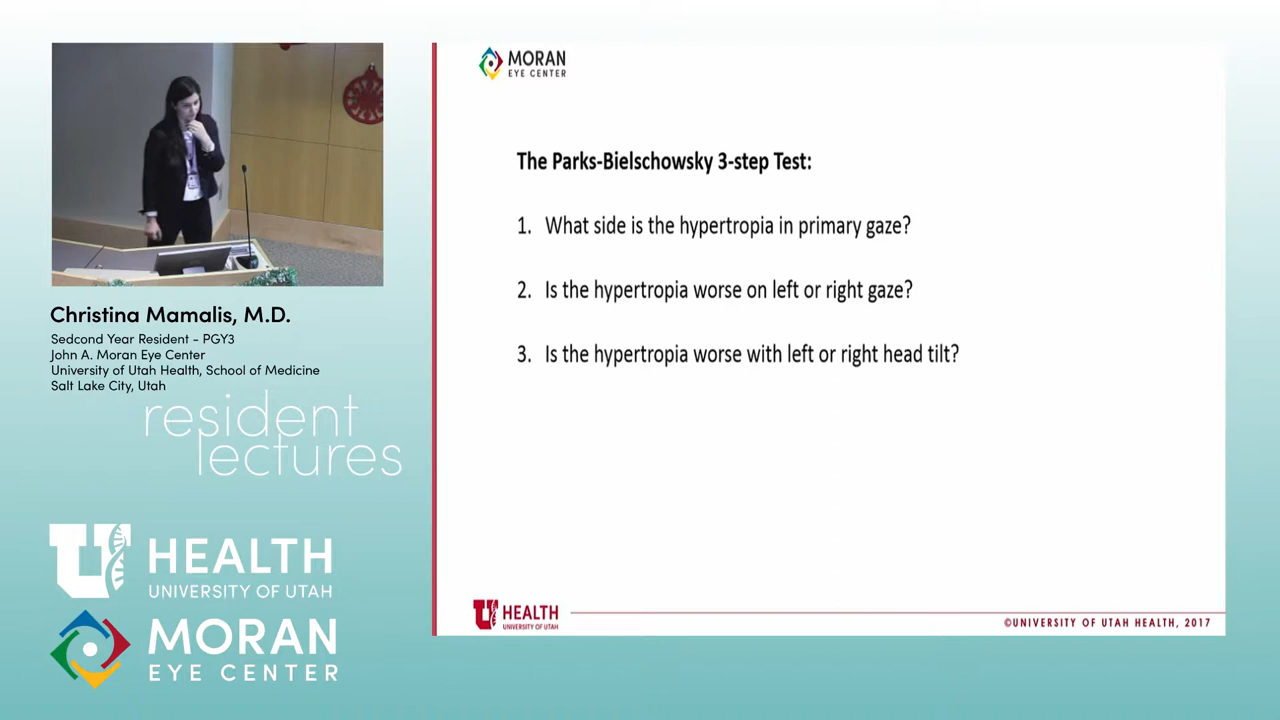 Christina Mamalis, M.D.
Sedcond Year Resident - PGY3
John A. Moran Eye Center
University of Utah Health, School of Medicine
Salt Lake City, Utah
resident
lectures
U HEALTH
UNIVERSITY OF UTAH
MORAN
EYE CENTER
MORAN
EYE CENTER
The Parks-Bielschowsky 3-step Test:
1. What side is the hypertropia in primary gaze?
2. Is the hypertropia worse on left or right gaze?
3. Is the hypertropia worse with left or right head tilt?
U HEALTH
UNIVERSITY OF UTAH
©UNIVERSITY OF UTAH HEALTH, 2017